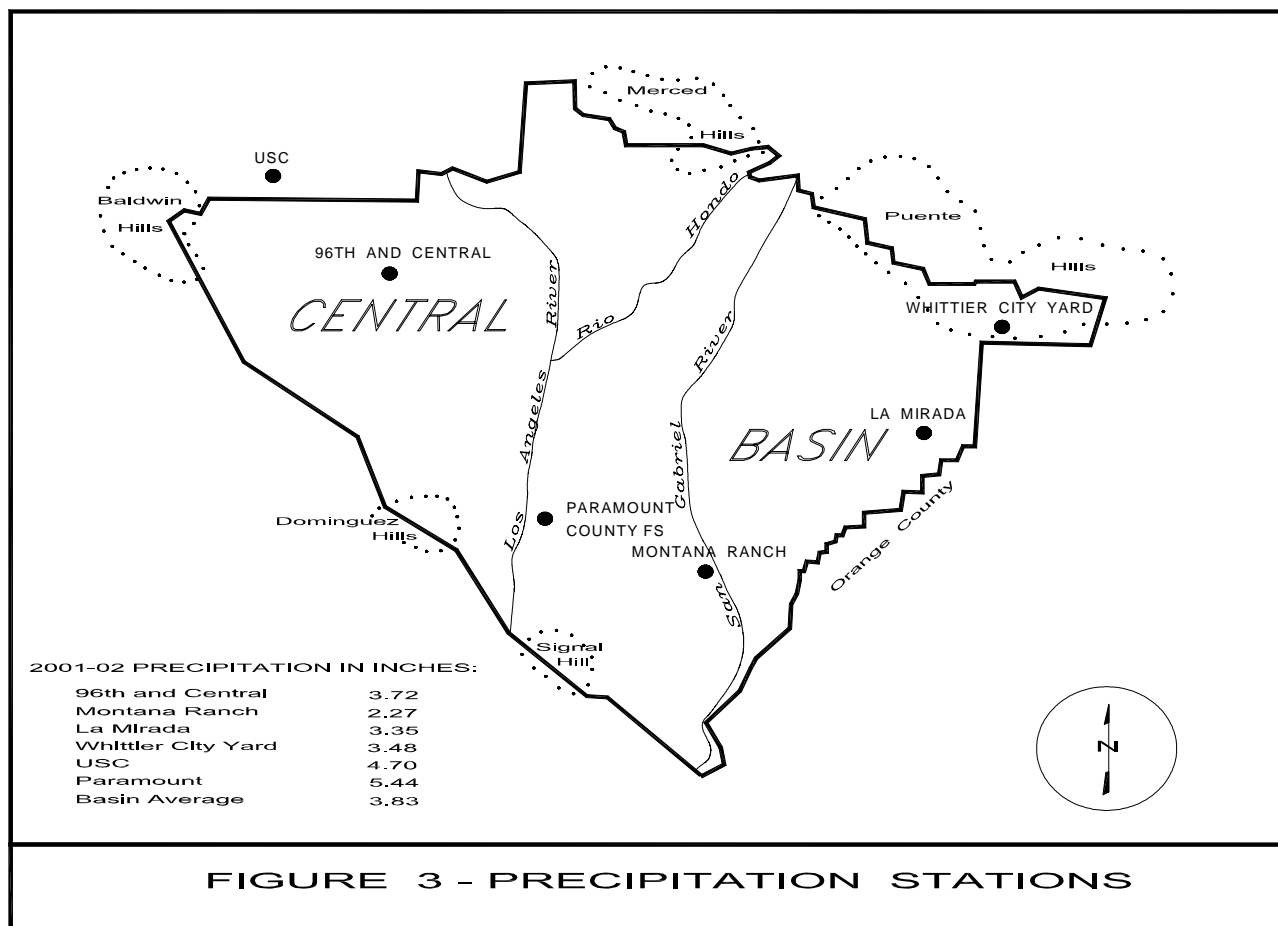 Merced
Hills
USC
Baldwin
Hills
Puente
Hills
Rio Hondo
96TH AND CENTRAL
CENTRAL
WHITTIER CITY YARD
Los Angeles River
San Gabriel River
LA MIRADA
BASIN
Orange County
Dominguez
Hills
PARAMOUNT
COUNTY FS
MONTANA RANCH
Signal
Hill
2001-02 PRECIPITATION IN INCHES:
96th and Central 3.72
Montana Ranch 2.27
La Mirada 3.35
Whittier City Yard 3.48
USC 4.70
Paramount 5.44
Basin Average 3.83
N
FIGURE 3 - PRECIPITATION STATIONS